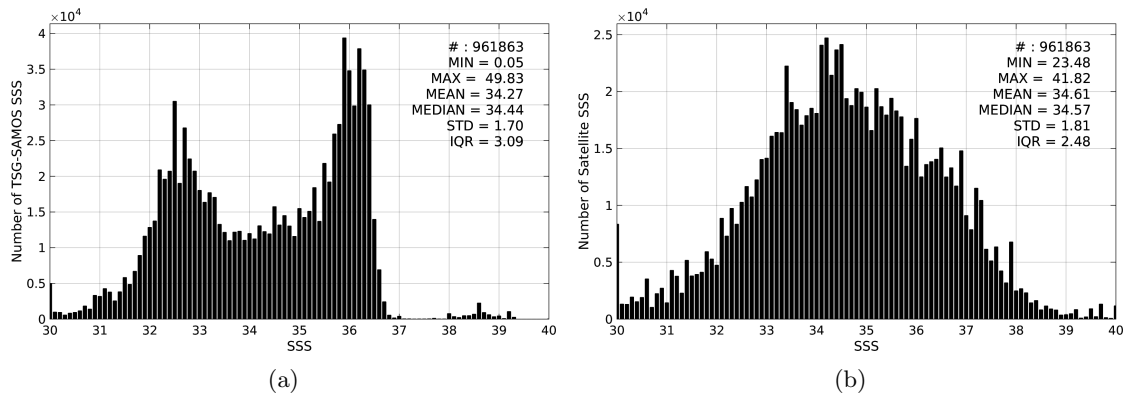 ×10⁴
# : 961863
MIN = 0.05
MAX = 49.83
MEAN = 34.27
MEDIAN = 34.44
STD = 1.70
IQR = 3.09
Number of TSG-SAMOS SSS
4
3.5
3
2.5
2
1.5
1
0.5
0
30 31 32 33 34 35 36 37 38 39 40
SSS
(a)
×10⁴
# : 961863
MIN = 23.48
MAX = 41.82
MEAN = 34.61
MEDIAN = 34.57
STD = 1.81
IQR = 2.48
Number of Satellite SSS
2.5
2
1.5
1
0.5
0
30 31 32 33 34 35 36 37 38 39 40
SSS
(b)